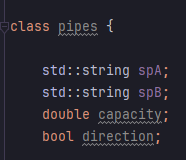 class pipes {
std::string spA;
std::string spB;
double capacity;
bool direction;